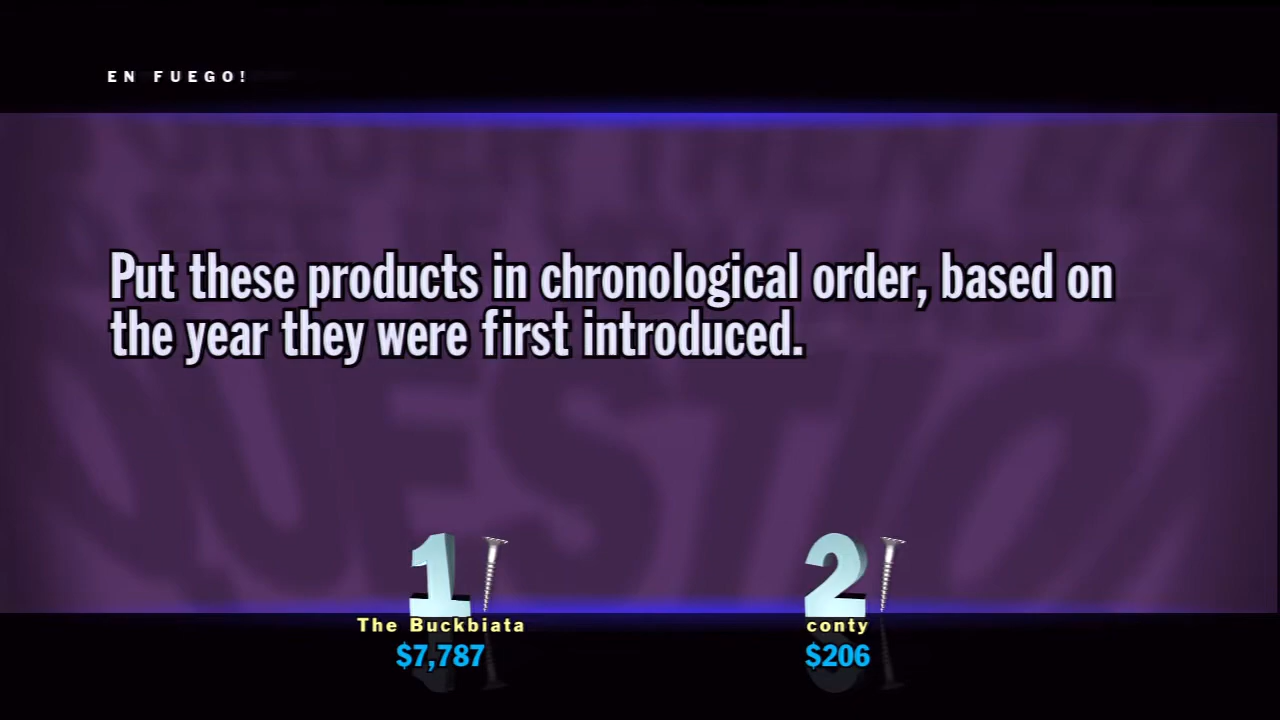 EN FUEGO!
Put these products in chronological order, based on
the year they were first introduced.
QUESTION
1
2
The Buckbiata
conty
$7,787
$206